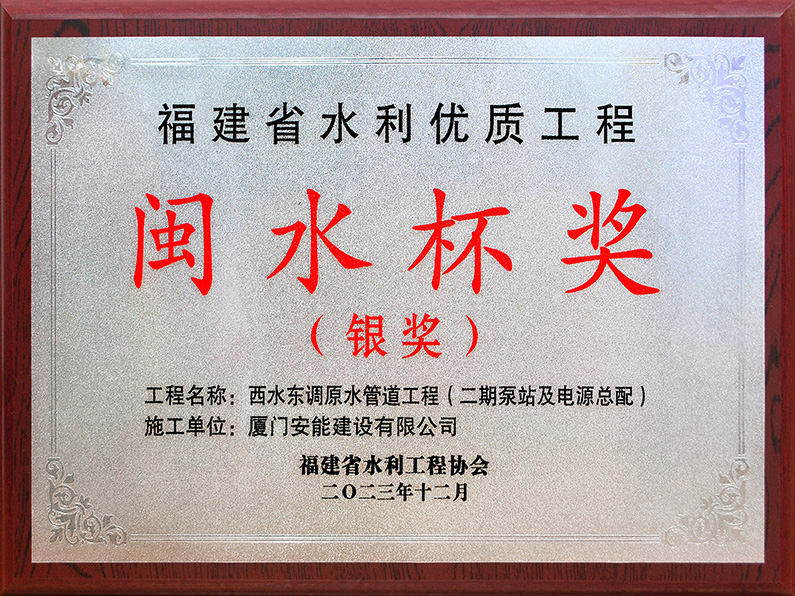 福建省水利优质工程
闽水杯奖
（银奖）
工程名称：西水东调原水管道工程（二期泵站及电源总配）
施工单位：厦门安能建设有限公司
福建省水利工程协会
二〇二三年十二月